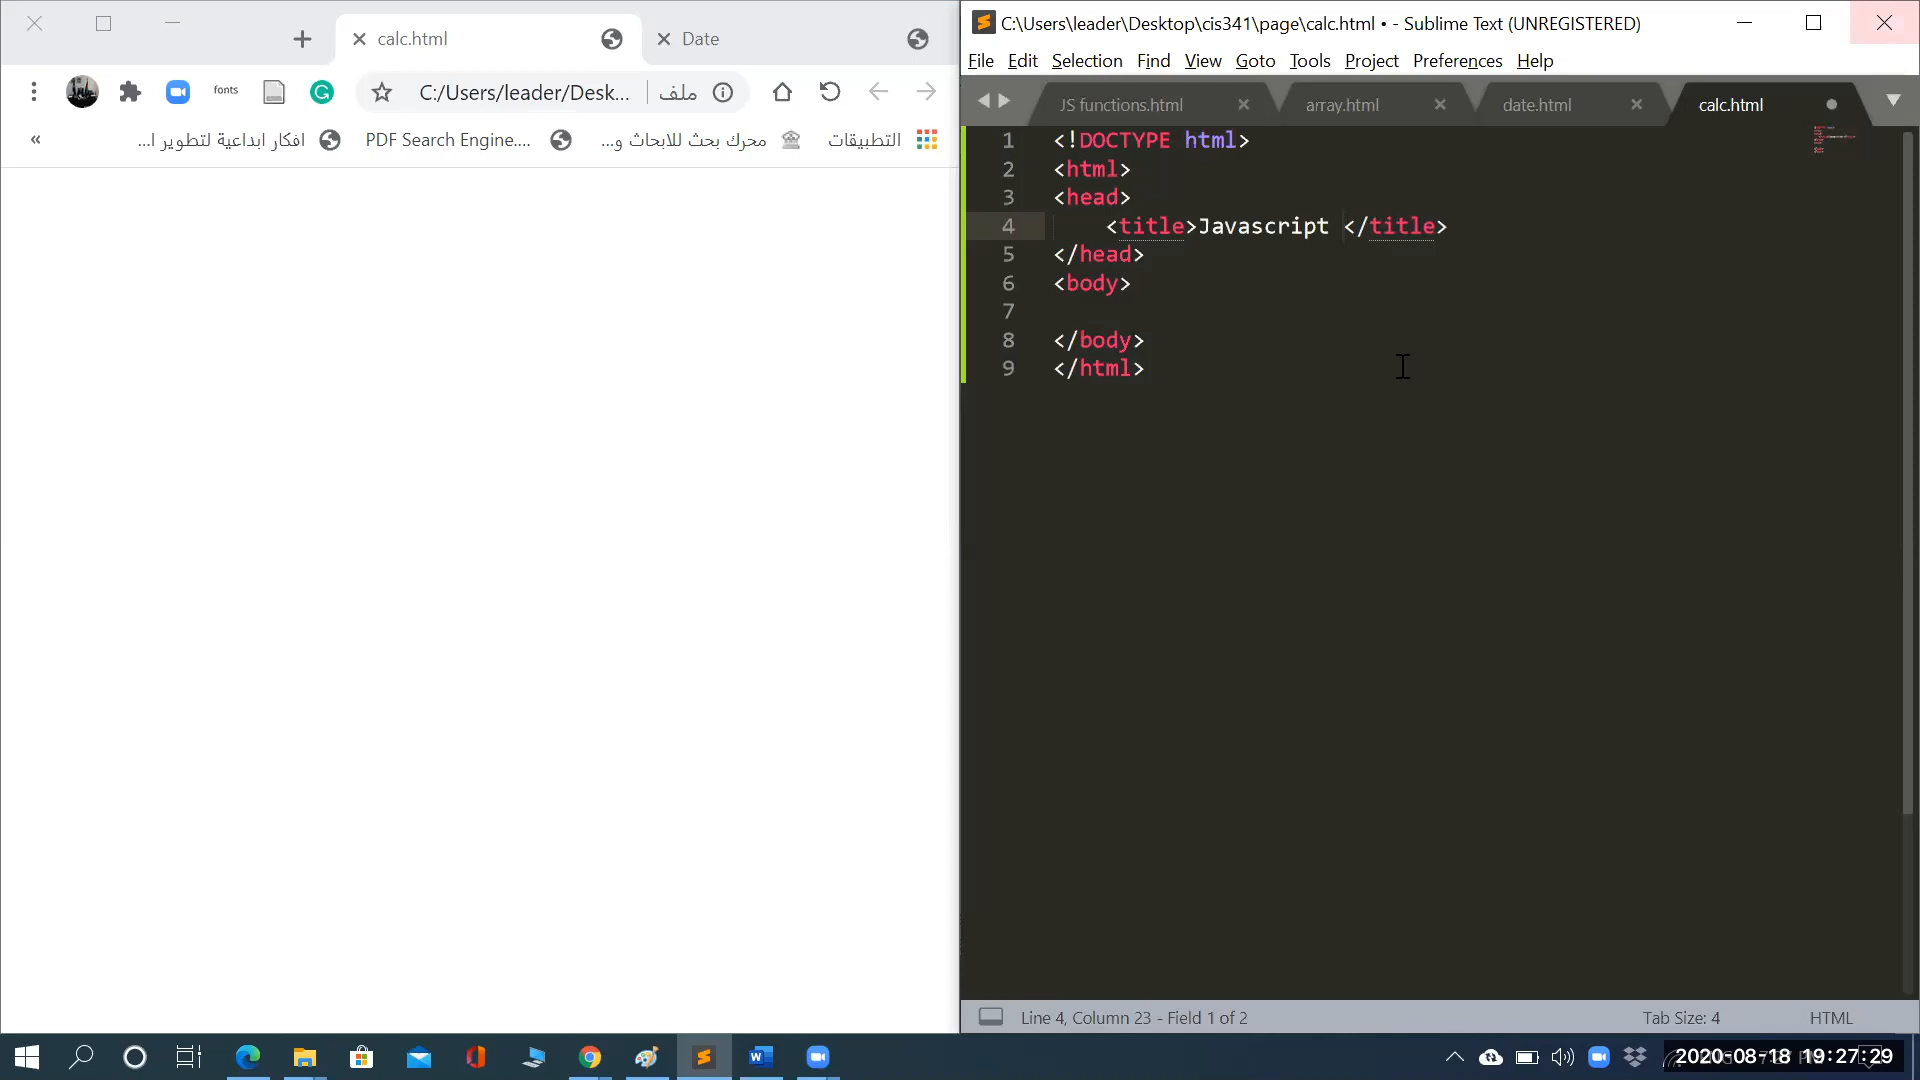 calc.html
Date
fonts
C:/Users/leader/Desk... | ملف
افكار ابداعية لتطوير ا...
PDF Search Engine....
محرك بحث للابحاث و...
التطبيقات
C:\Users\leader\Desktop\cis341\page\calc.html • - Sublime Text (UNREGISTERED)
File Edit Selection Find View Goto Tools Project Preferences Help
JS functions.html
array.html
date.html
calc.html
1 <!DOCTYPE html>
2 <html>
3 <head>
4 <title>Javascript </title>
5 </head>
6 <body>
7
8 </body>
9 </html>
Line 4, Column 23 - Field 1 of 2
Tab Size: 4
HTML
2020-08-18 19:27:29